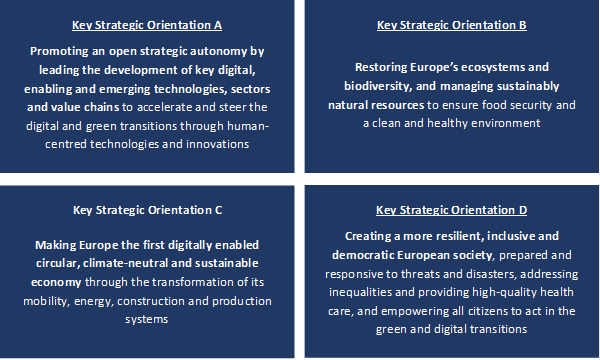 Key Strategic Orientation A
Promoting an open strategic autonomy by
leading the development of key digital,
enabling and emerging technologies, sectors
and value chains to accelerate and steer the
digital and green transitions through human-
centred technologies and innovations
Key Strategic Orientation B
Restoring Europe’s ecosystems and
biodiversity, and managing sustainably
natural resources to ensure food security and
a clean and healthy environment
Key Strategic Orientation C
Making Europe the first digitally enabled
circular, climate-neutral and sustainable
economy through the transformation of its
mobility, energy, construction and production
systems
Key Strategic Orientation D
Creating a more resilient, inclusive and
democratic European society, prepared and
responsive to threats and disasters, addressing
inequalities and providing high-quality health
care, and empowering all citizens to act in the
green and digital transitions